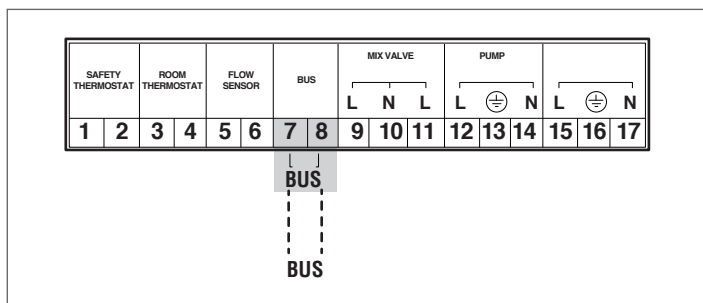 SAFETY THERMOSTAT ROOM THERMOSTAT FLOW SENSOR BUS MIX VALVE PUMP
L N L L ⏚ N L ⏚ N
1 2 3 4 5 6 7 8 9 10 11 12 13 14 15 16 17
BUS
BUS